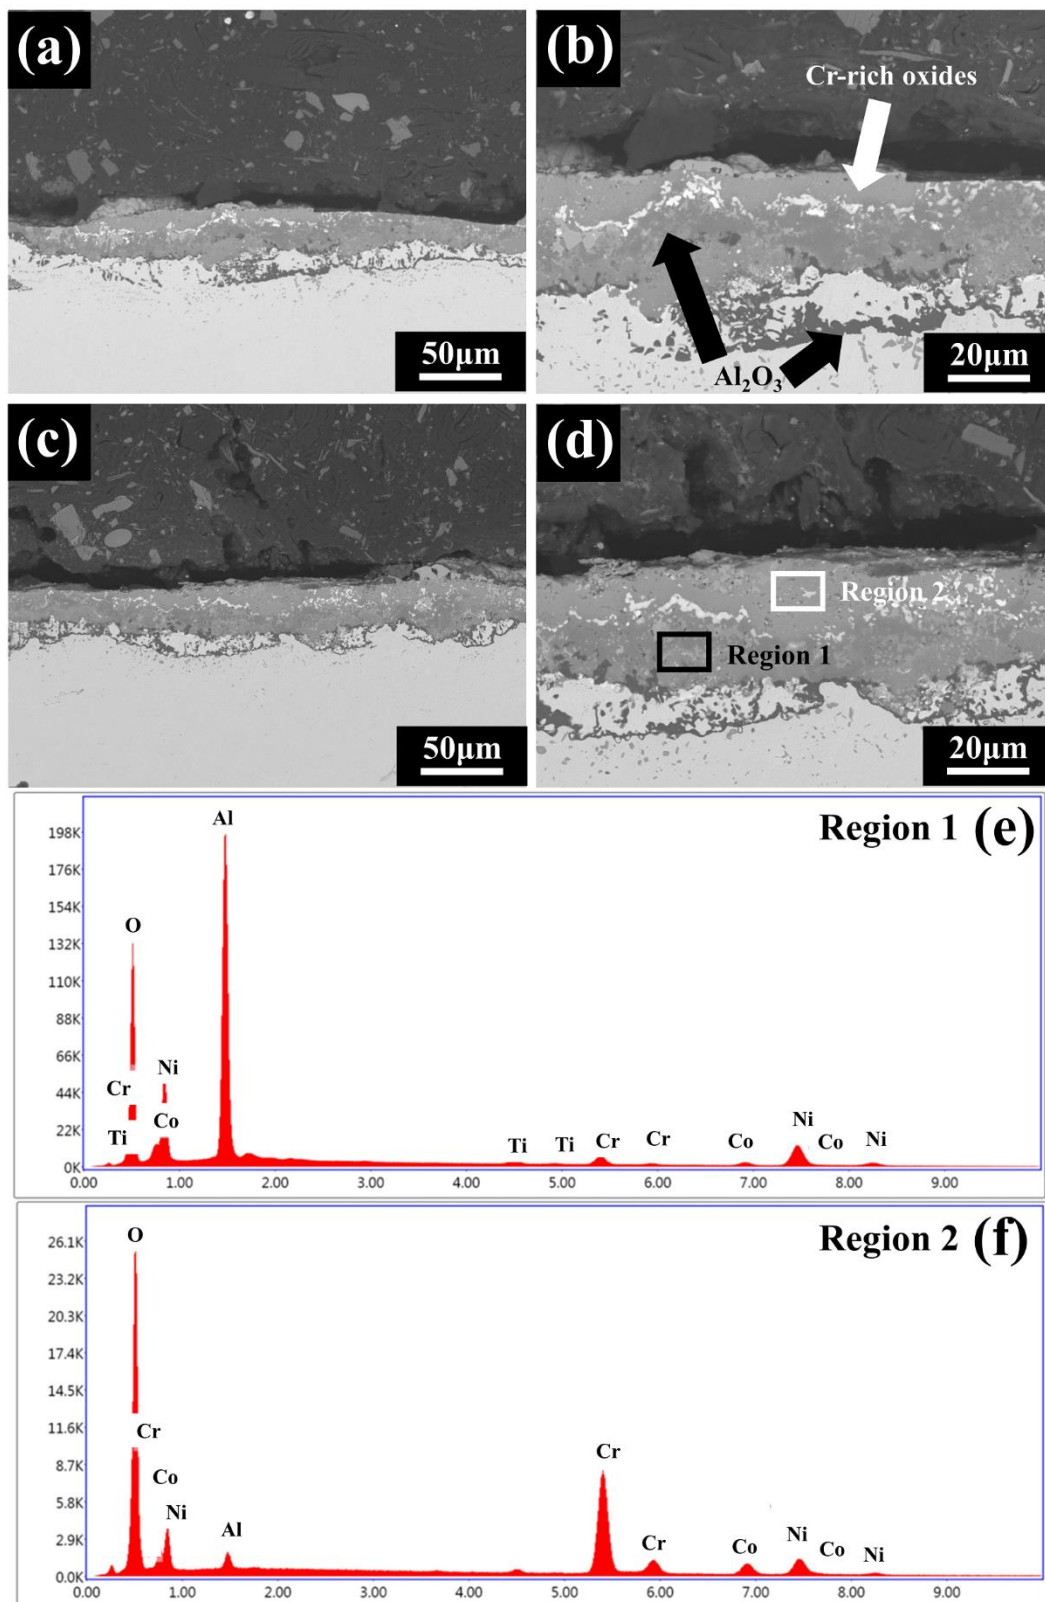 (a)
50μm
(b)
Cr-rich oxides
Al₂O₃
20μm
(c)
50μm
(d)
Region 2
Region 1
20μm
Region 1 (e)
198K
176K
154K
132K
110K
88K
66K
44K
22K
0K
Al
O
Cr
Ni
Ti
Co
Ti
Ti
Cr
Cr
Co
Ni
Co
Ni
0.00 1.00 2.00 3.00 4.00 5.00 6.00 7.00 8.00 9.00
Region 2 (f)
26.1K
23.2K
20.3K
17.4K
14.5K
11.6K
8.7K
5.8K
2.9K
0.0K
O
Cr
Co
Ni
Al
Cr
Cr
Co
Ni
Co
Ni
0.00 1.00 2.00 3.00 4.00 5.00 6.00 7.00 8.00 9.00